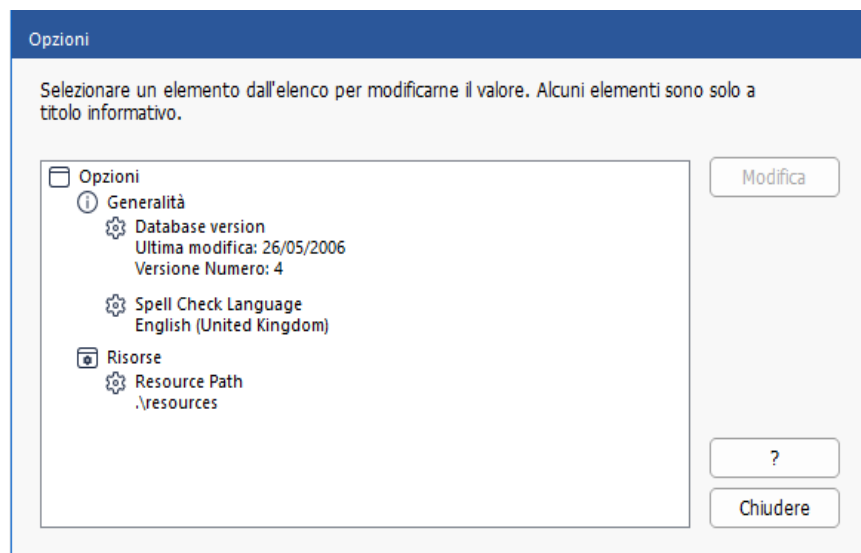 Opzioni
Selezionare un elemento dall'elenco per modificarne il valore. Alcuni elementi sono solo a
titolo informativo.
Opzioni
Generalità
Database version
Ultima modifica: 26/05/2006
Versione Numero: 4
Spell Check Language
English (United Kingdom)
Risorse
Resource Path
.\resources
Modifica
?
Chiudere